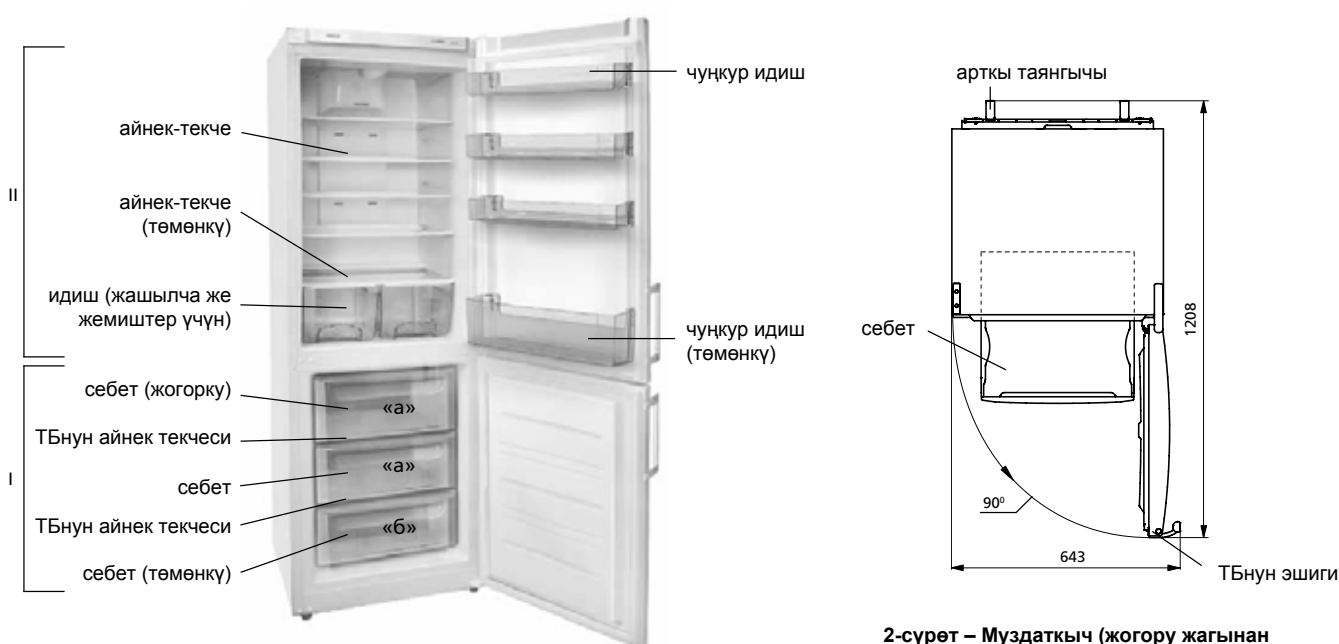 II
айнек-текче
айнек-текче
(төмөнкү)
идиш (жашылча же
жемиштер үчүн)
I
себет (жогорку)
ТБнун айнек текчеси
себет
ТБнун айнек текчеси
себет (төмөнкү)
«а»
«а»
«б»
чуңкур идиш
чуңкур идиш
(төмөнкү)
арткы таянгычы
себет
1208
90⁰
643
ТБнун эшиги
2-сүрөт – Муздаткыч (жогору жагынан